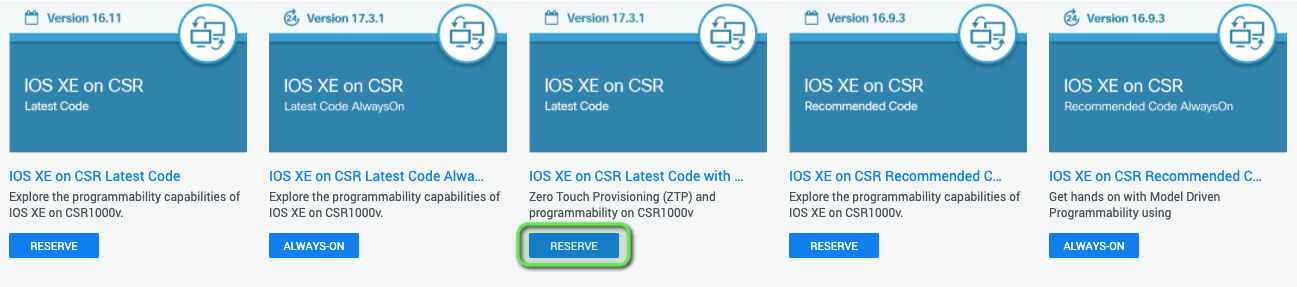 Version 16.11
IOS XE on CSR
Latest Code
IOS XE on CSR Latest Code
Explore the programmability capabilities of
IOS XE on CSR1000v.
RESERVE
24
Version 17.3.1
IOS XE on CSR
Latest Code AlwaysOn
IOS XE on CSR Latest Code Alwa...
Explore the programmability capabilities of
IOS XE on CSR1000v.
ALWAYS-ON
Version 17.3.1
IOS XE on CSR
Latest Code
IOS XE on CSR Latest Code with ...
Zero Touch Provisioning (ZTP) and
programmability on CSR1000v
RESERVE
Version 16.9.3
IOS XE on CSR
Recommended Code
IOS XE on CSR Recommended C...
Explore the programmability capabilities of
IOS XE on CSR1000v.
RESERVE
24
Version 16.9.3
IOS XE on CSR
Recommended Code AlwaysOn
IOS XE on CSR Recommended C...
Get hands on with Model Driven
Programmability using
ALWAYS-ON